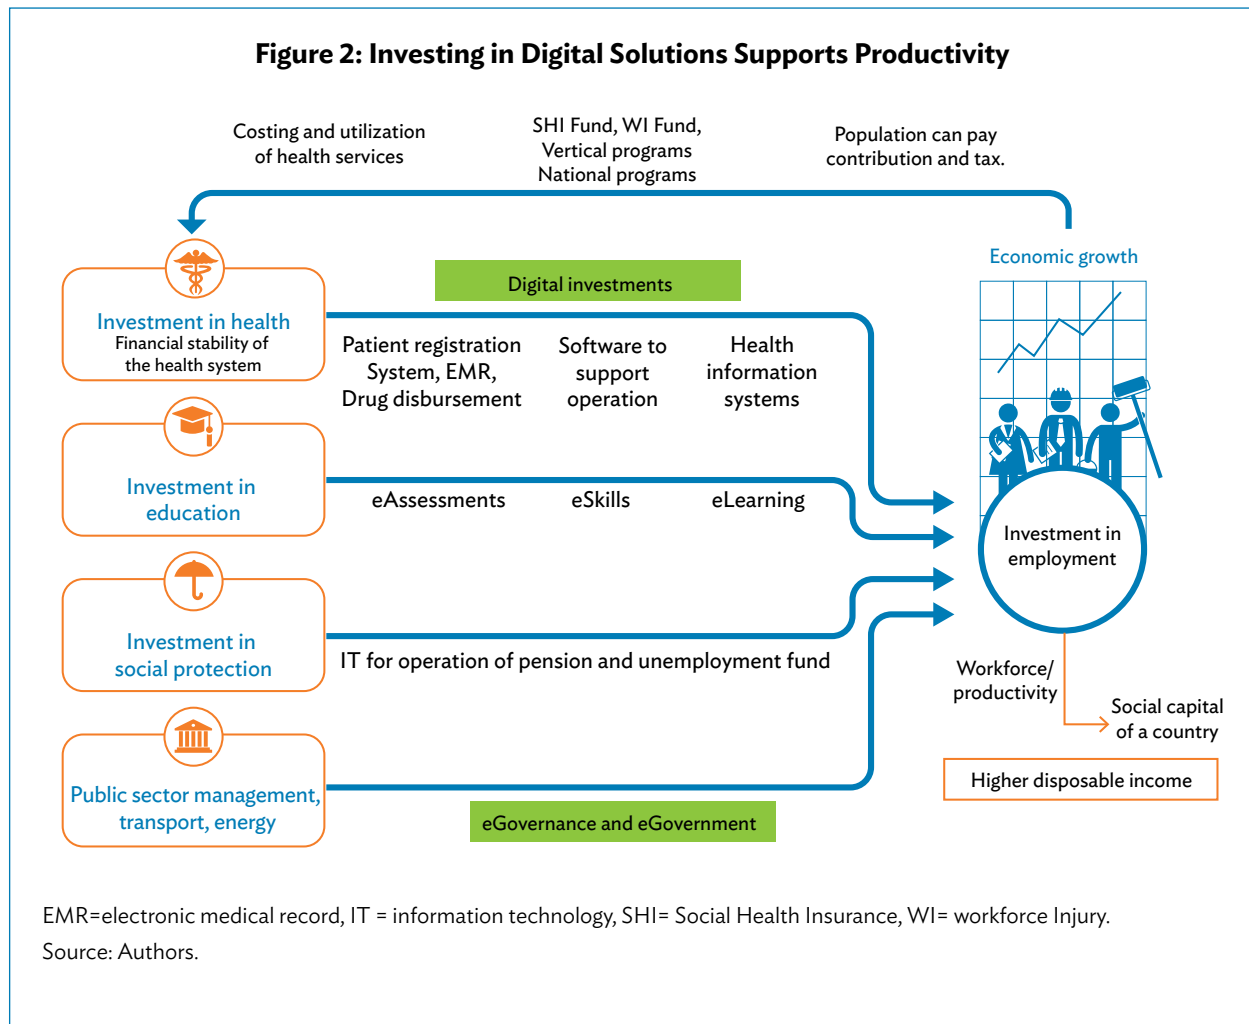 Figure 2: Investing in Digital Solutions Supports Productivity
Costing and utilization
of health services
SHI Fund, WI Fund,
Vertical programs
National programs
Population can pay
contribution and tax.
Economic growth
Digital investments
Investment in health
Financial stability of
the health system
Patient registration
System, EMR,
Drug disbursement
Software to
support
operation
Health
information
systems
Investment in
education
eAssessments
eSkills
eLearning
Investment in
employment
Investment in
social protection
IT for operation of pension and unemployment fund
Workforce/
productivity
Social capital
of a country
Higher disposable income
Public sector management,
transport, energy
eGovernance and eGovernment
EMR=electronic medical record, IT = information technology, SHI= Social Health Insurance, WI= workforce Injury.
Source: Authors.